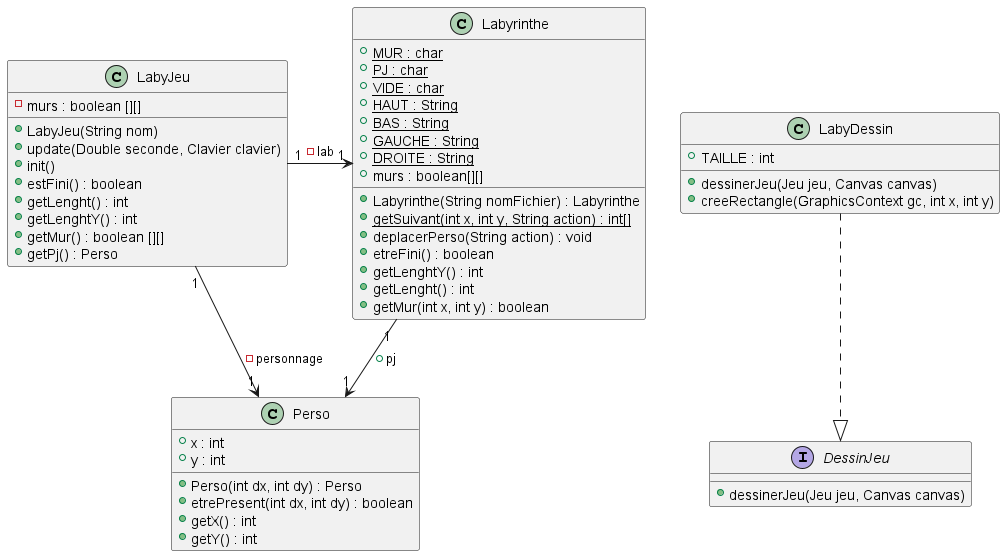 LabyJeu
murs : boolean [][]
LabyJeu(String nom)
update(Double seconde, Clavier clavier)
init()
estFini() : boolean
getLenght() : int
getLenghtY() : int
getMur() : boolean [][]
getPj() : Perso
1
lab
1
Labyrinthe
MUR : char
PJ : char
VIDE : char
HAUT : String
BAS : String
GAUCHE : String
DROITE : String
murs : boolean[][]
Labyrinthe(String nomFichier) : Labyrinthe
getSuivant(int x, int y, String action) : int[]
deplacerPerso(String action) : void
etreFini() : boolean
getLenghtY() : int
getLenght() : int
getMur(int x, int y) : boolean
LabyDessin
TAILLE : int
dessinerJeu(Jeu jeu, Canvas canvas)
creeRectangle(GraphicsContext gc, int x, int y)
1
personnage
1
1
pj
1
Perso
x : int
y : int
Perso(int dx, int dy) : Perso
etrePresent(int dx, int dy) : boolean
getX() : int
getY() : int
DessinJeu
dessinerJeu(Jeu jeu, Canvas canvas)